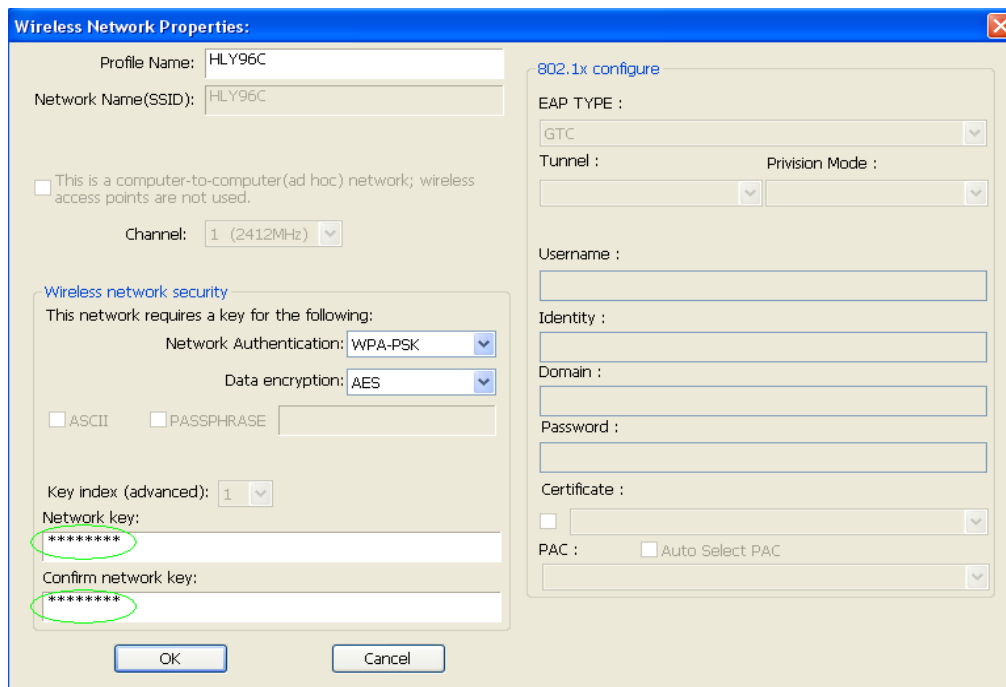 Wireless Network Properties:
Profile Name: HLY96C
Network Name(SSID): HLY96C
This is a computer-to-computer(ad hoc) network; wireless
access points are not used.
Channel: 1 (2412MHz)
Wireless network security
This network requires a key for the following:
Network Authentication: WPA-PSK
Data encryption: AES
ASCII PASSPHRASE
Key index (advanced): 1
Network key:
********
Confirm network key:
********
OK Cancel
802.1x configure
EAP TYPE :
GTC
Tunnel : Privision Mode :
Username :
Identity :
Domain :
Password :
Certificate :
PAC : Auto Select PAC